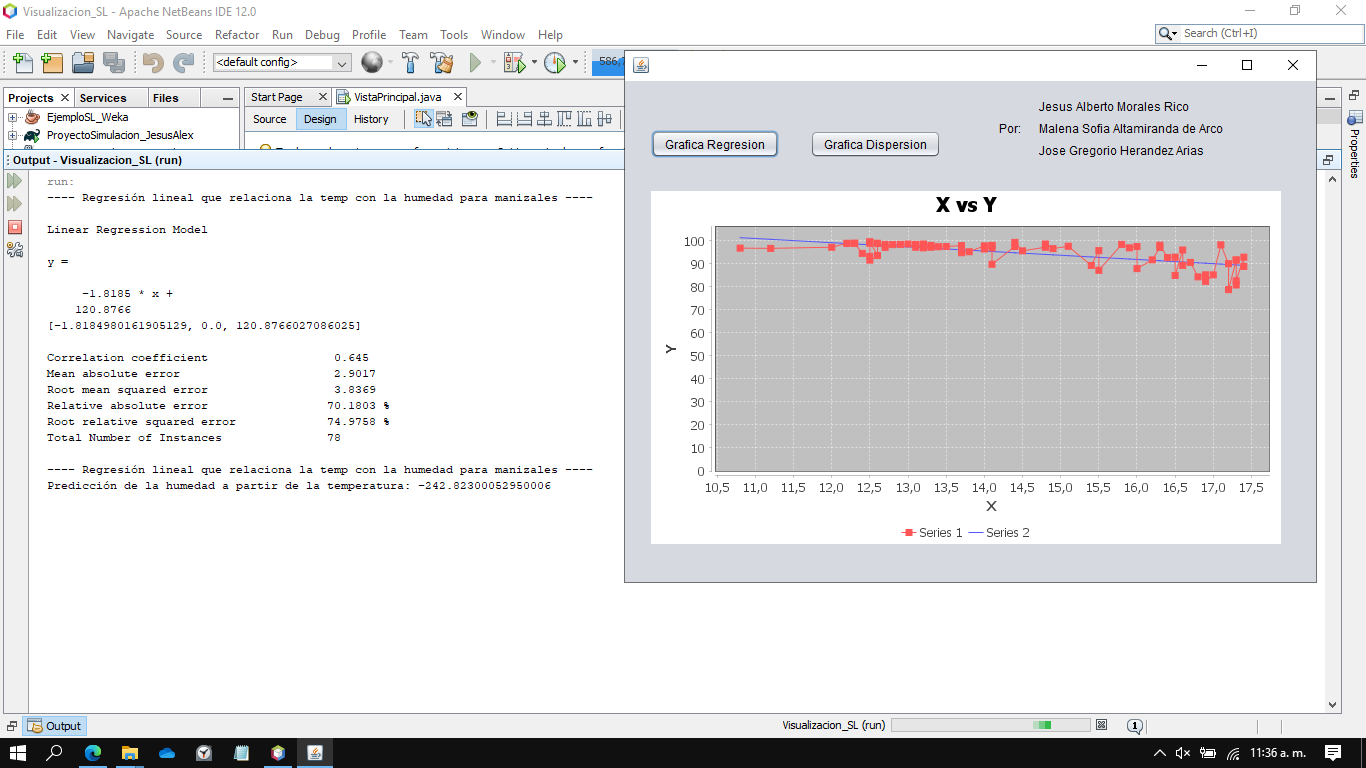 Visualizacion_SL - Apache NetBeans IDE 12.0
File Edit View Navigate Source Refactor Run Debug Profile Team Tools Window Help
Search (Ctrl+I)
<default config>
Projects Services Files
Start Page VistaPrincipal.java
EjemploSL_Weka
ProyectoSimulacion_JesusAlex
Source Design History
Output - Visualizacion_SL (run)
run:
---- Regresión lineal que relaciona la temp con la humedad para manizales ----
Linear Regression Model
y =
-1.8185 * x +
120.8766
[-1.8184980161905129, 0.0, 120.8766027086025]
Correlation coefficient 0.645
Mean absolute error 2.9017
Root mean squared error 3.8369
Relative absolute error 70.1803 %
Root relative squared error 74.9758 %
Total Number of Instances 78
---- Regresión lineal que relaciona la temp con la humedad para manizales ----
Predicción de la humedad a partir de la temperatura: -242.82300052950006
Grafica Regresion
Grafica Dispersion
Por:
Jesus Alberto Morales Rico
Malena Sofia Altamiranda de Arco
Jose Gregorio Herandez Arias
X vs Y
100
90
80
70
60
50
40
30
20
10
0
Y
10,5 11,0 11,5 12,0 12,5 13,0 13,5 14,0 14,5 15,0 15,5 16,0 16,5 17,0 17,5
X
Series 1 Series 2
Properties
Output
Visualizacion_SL (run)
1
11:36 a. m.